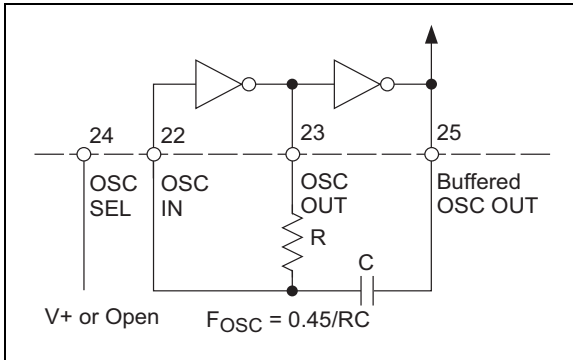 24
22
23
25
OSC
SEL
OSC
IN
OSC
OUT
Buffered
OSC OUT
R
C
V+ or Open
FOSC = 0.45/RC